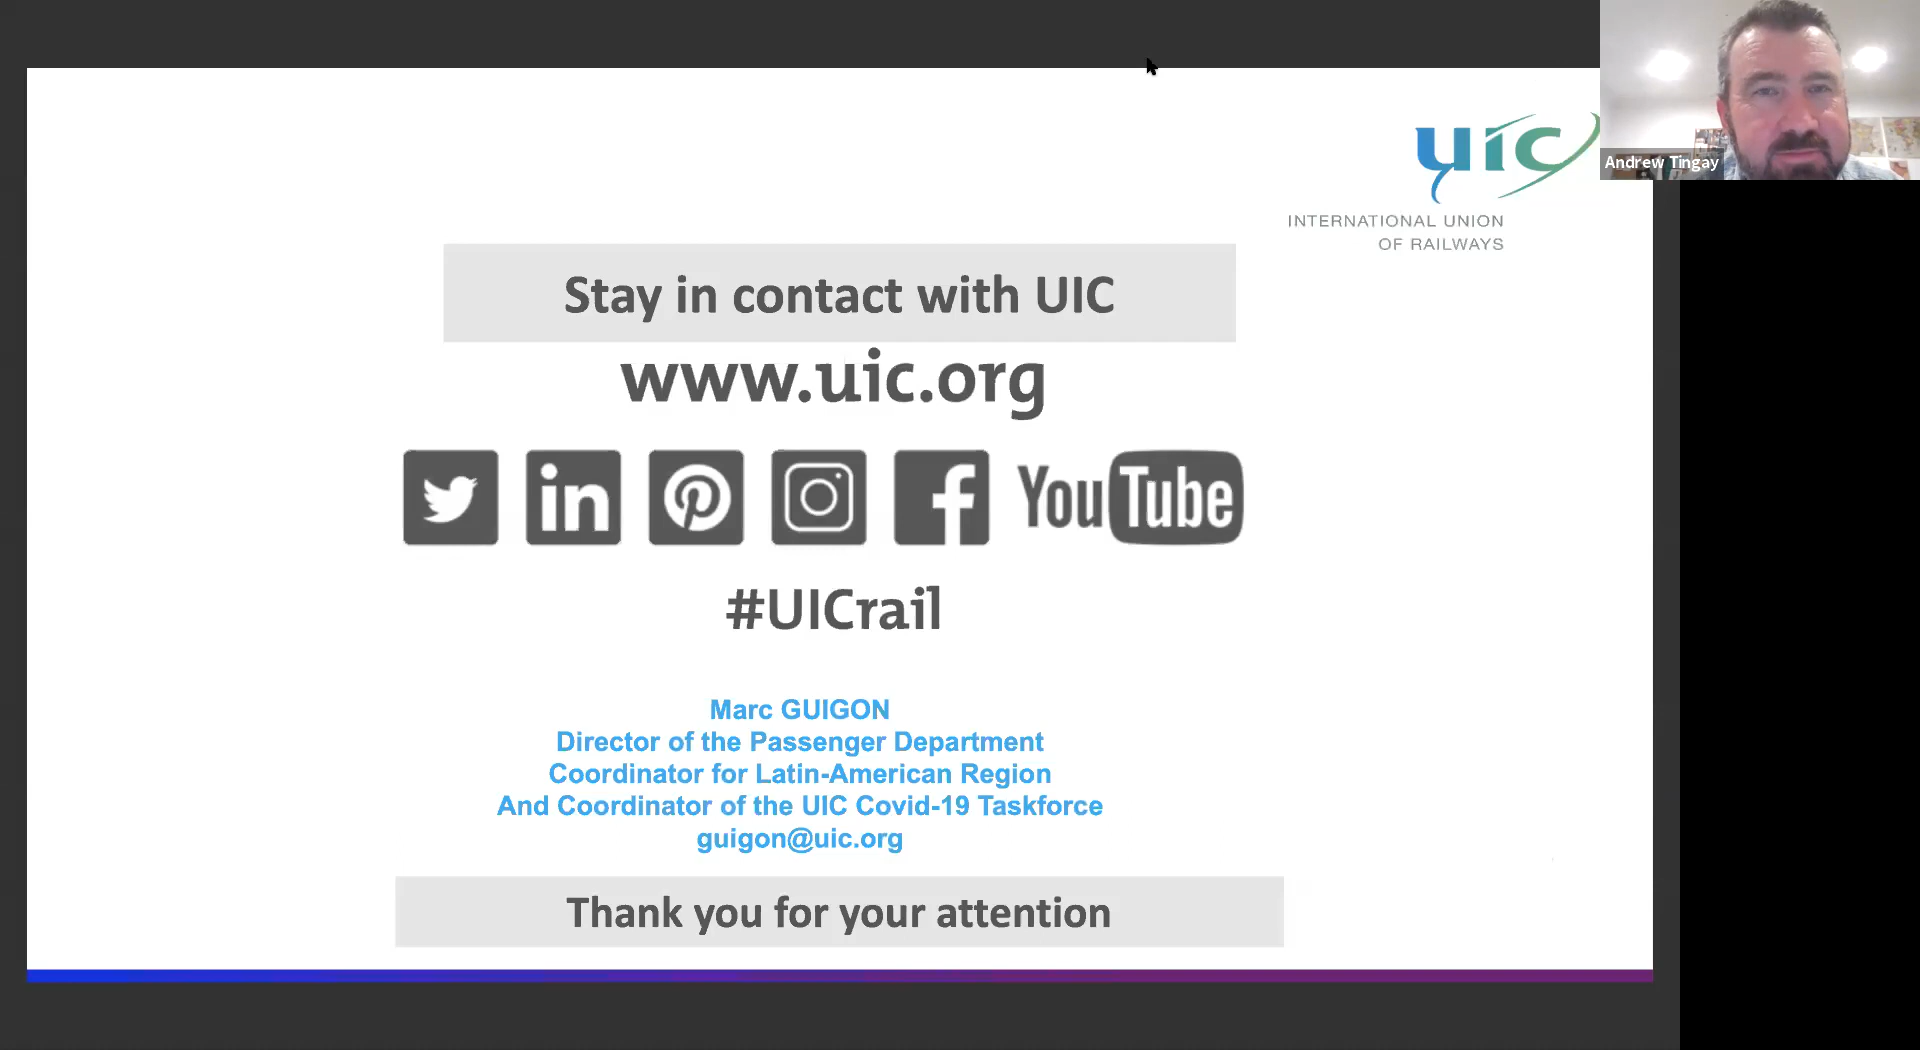 uic
INTERNATIONAL UNION
OF RAILWAYS
Andrew Tingay
Stay in contact with UIC
www.uic.org
in
YouTube
#UICrail
Marc GUIGON
Director of the Passenger Department
Coordinator for Latin-American Region
And Coordinator of the UIC Covid-19 Taskforce
guigon@uic.org
Thank you for your attention